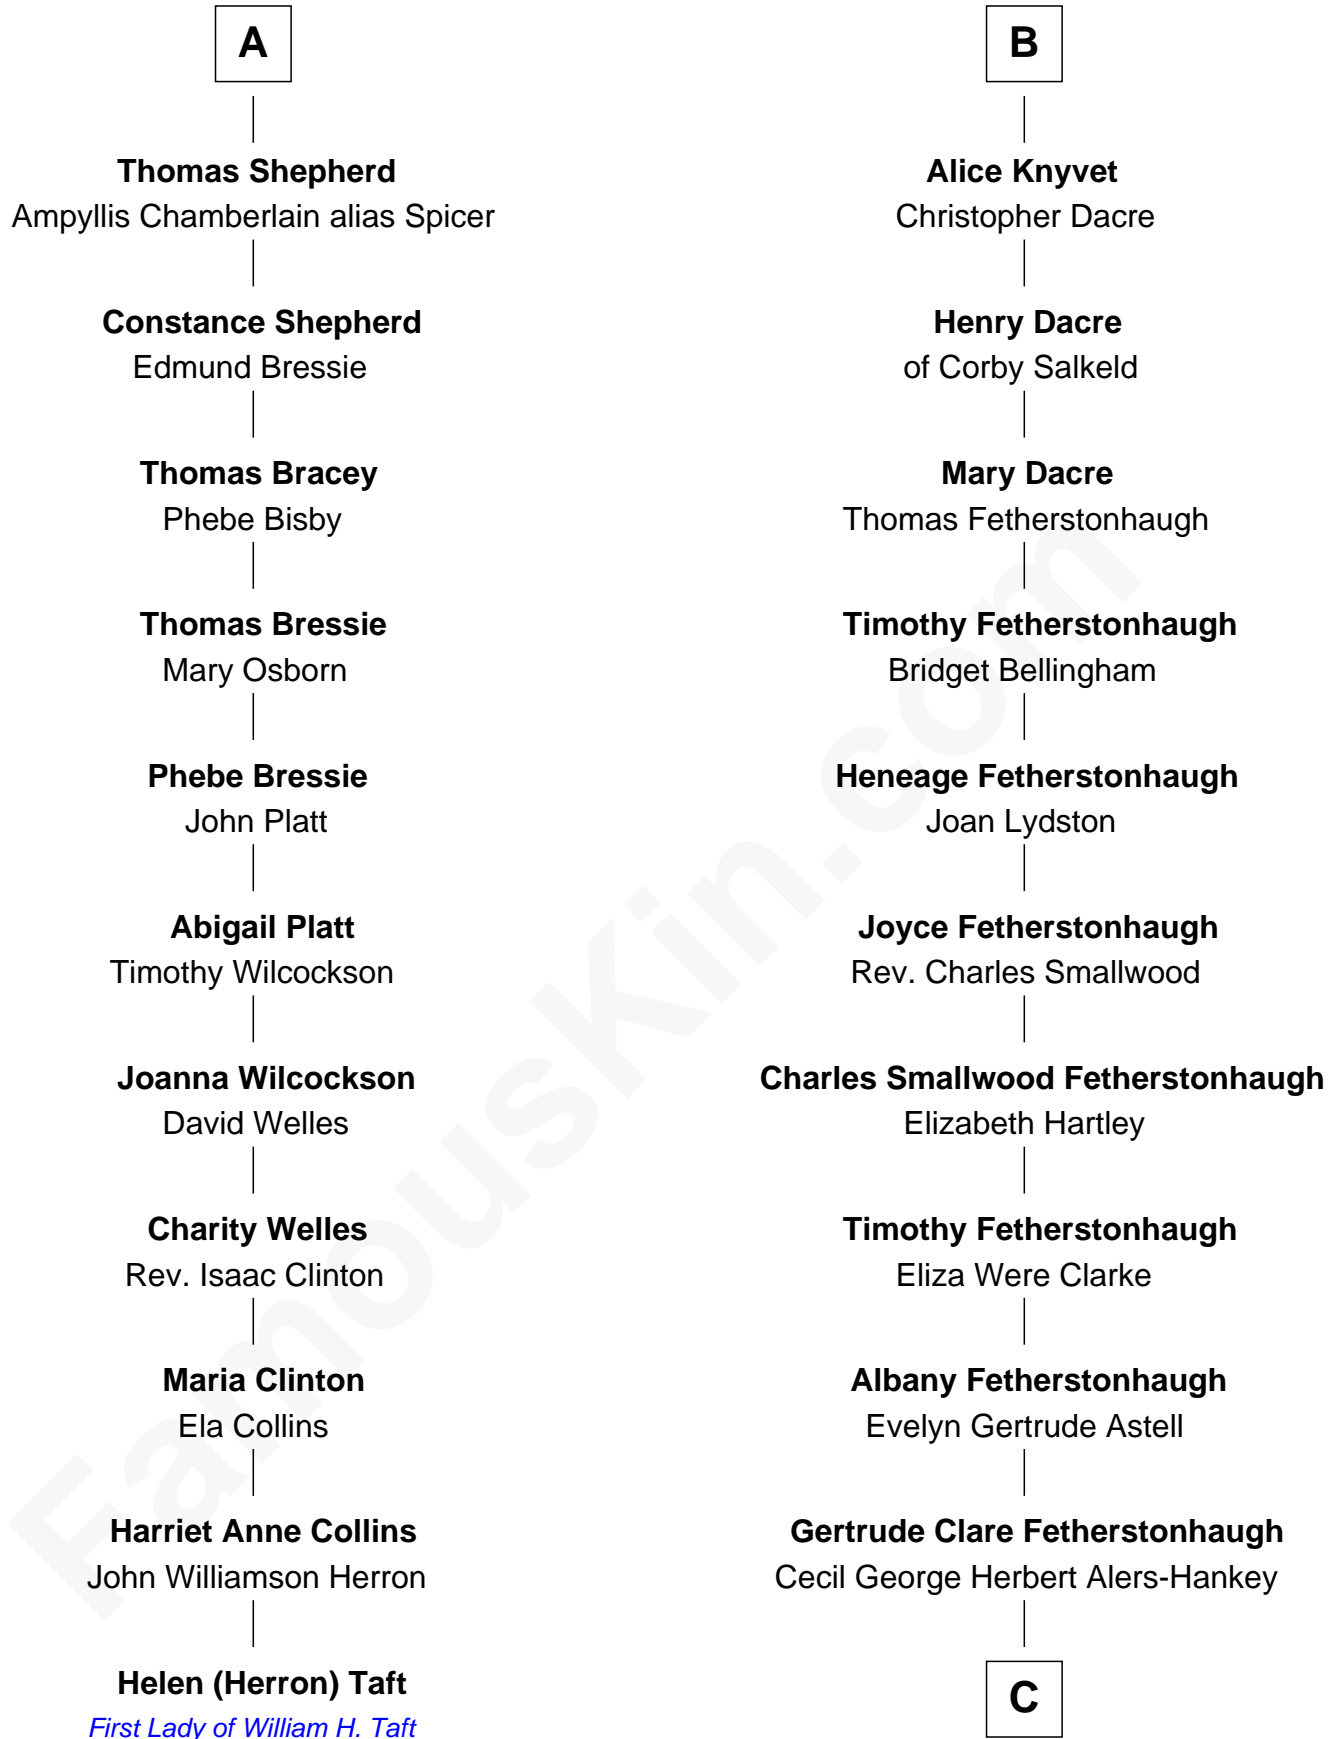 A
Thomas Shepherd
Ampyllis Chamberlain alias Spicer
Constance Shepherd
Edmund Bressie
Thomas Bracey
Phebe Bisby
Thomas Bressie
Mary Osborn
Phebe Bressie
John Platt
Abigail Platt
Timothy Wilcockson
Joanna Wilcockson
David Welles
Charity Welles
Rev. Isaac Clinton
Maria Clinton
Ela Collins
Harriet Anne Collins
John Williamson Herron
Helen (Herron) Taft
First Lady of William H. Taft
B
Alice Knyvet
Christopher Dacre
Henry Dacre
of Corby Salkeld
Mary Dacre
Thomas Fetherstonhaugh
Timothy Fetherstonhaugh
Bridget Bellingham
Heneage Fetherstonhaugh
Joan Lydston
Joyce Fetherstonhaugh
Rev. Charles Smallwood
Charles Smallwood Fetherstonhaugh
Elizabeth Hartley
Timothy Fetherstonhaugh
Eliza Were Clarke
Albany Fetherstonhaugh
Evelyn Gertrude Astell
Gertrude Clare Fetherstonhaugh
Cecil George Herbert Alers-Hankey
C
FamousKin.com